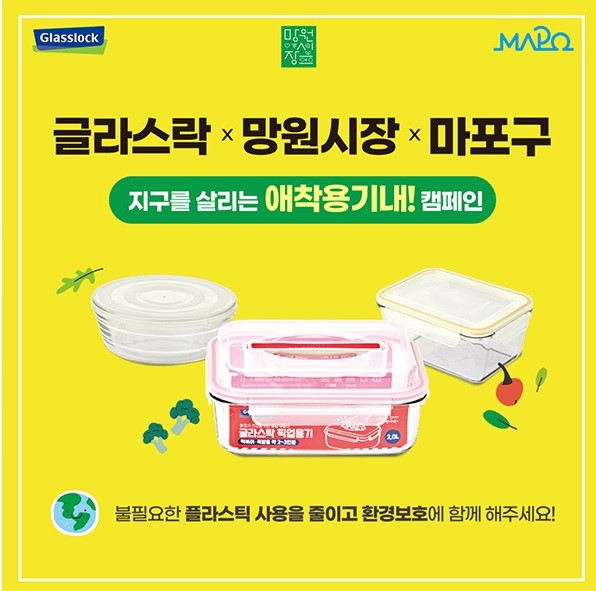 Glasslock
망원시장
MAPO
글라스락 x 망원시장 x 마포구
지구를 살리는 애착용기내! 캠페인
글라스락 픽업용기
2.0L
불필요한 플라스틱 사용을 줄이고 환경보호에 함께 해주세요!